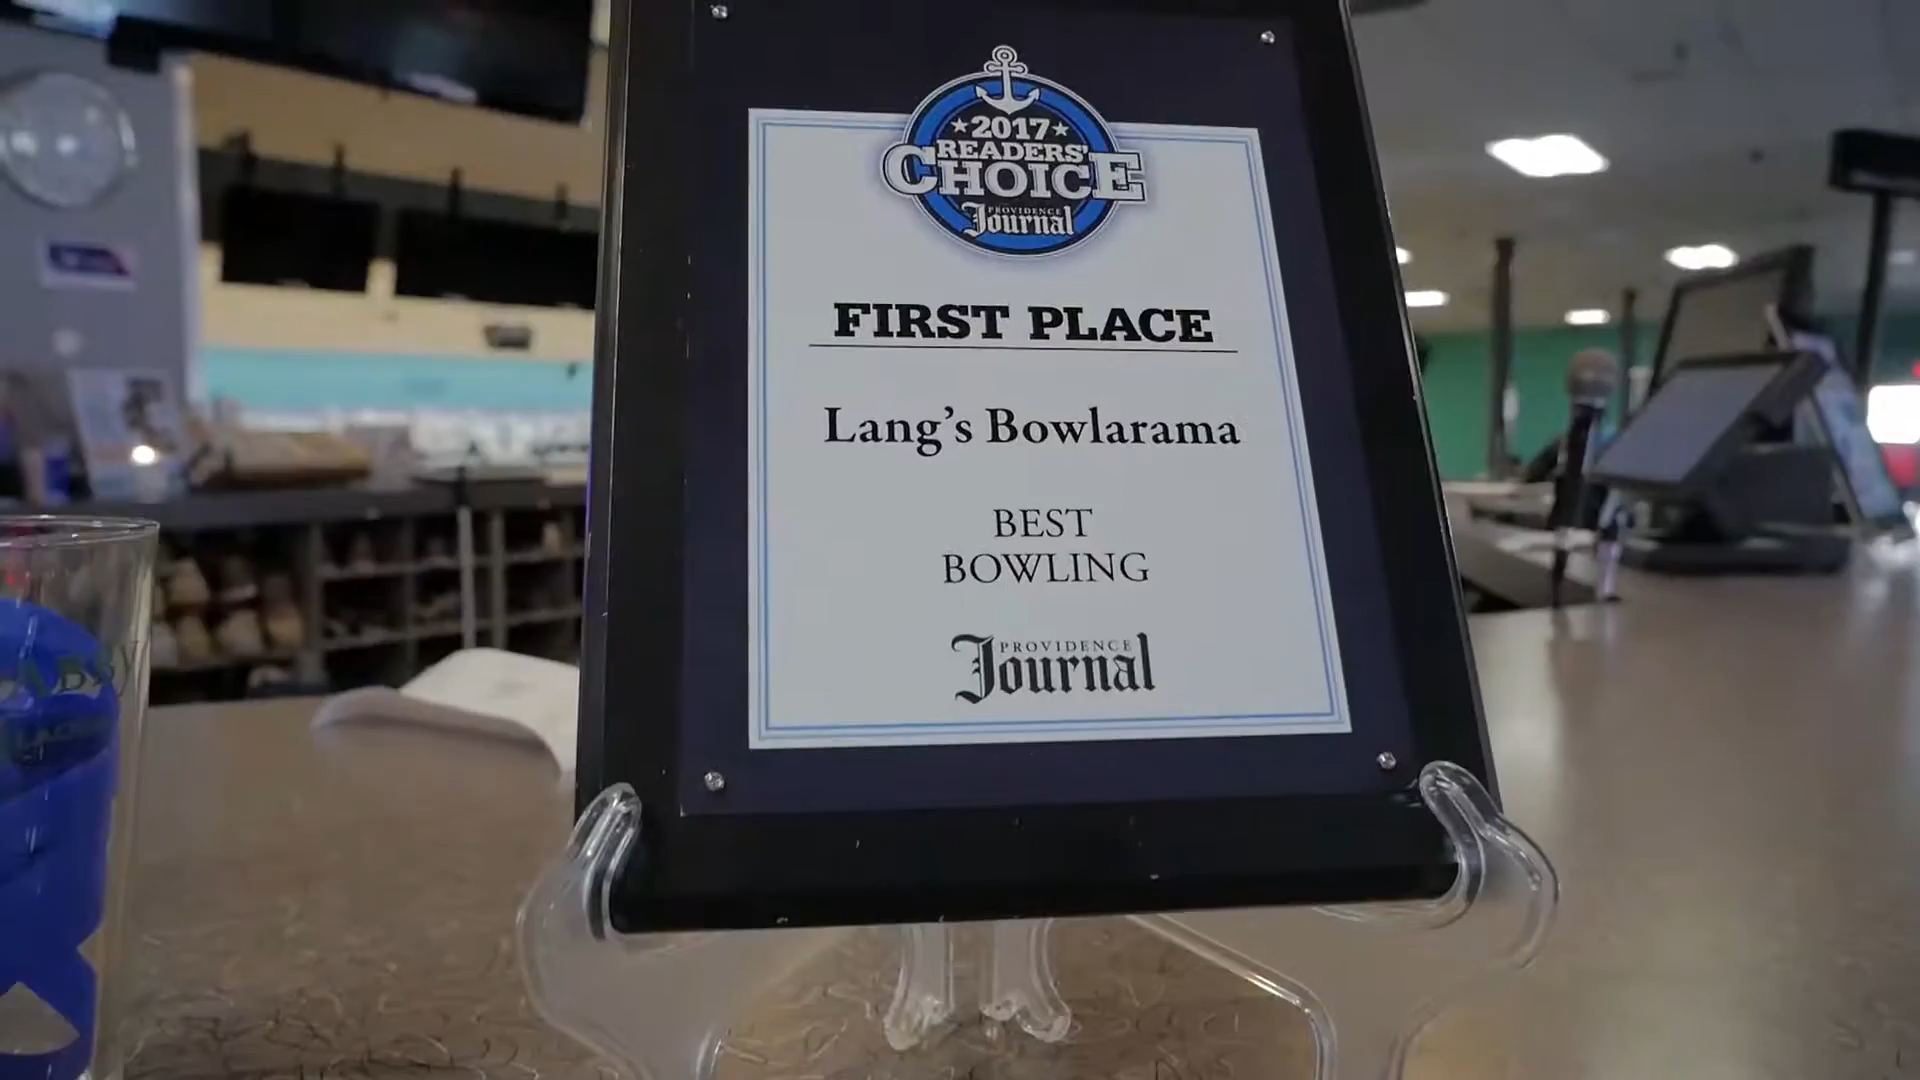 2017
READERS'
CHOICE
PROVIDENCE
Journal
FIRST PLACE
Lang's Bowlarama
BEST
BOWLING
PROVIDENCE
Journal